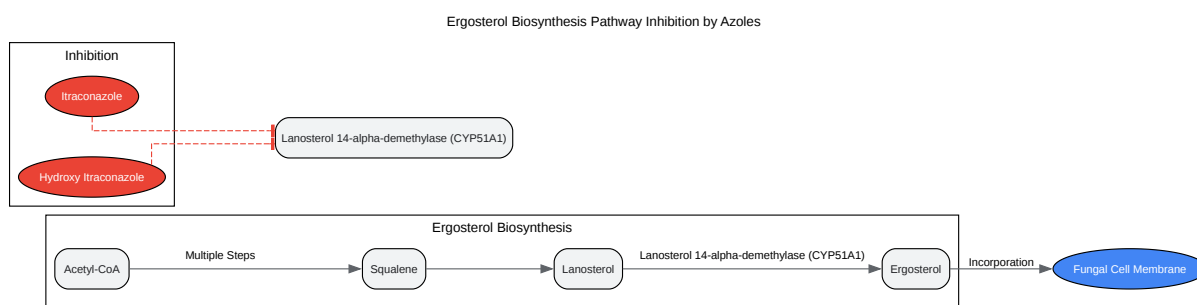 Ergosterol Biosynthesis Pathway Inhibition by Azoles
Inhibition
Itraconazole
Lanosterol 14-alpha-demethylase (CYP51A1)
Hydroxy Itraconazole
Ergosterol Biosynthesis
Acetyl-CoA
Multiple Steps
Squalene
Lanosterol
Lanosterol 14-alpha-demethylase (CYP51A1)
Ergosterol
Incorporation
Fungal Cell Membrane